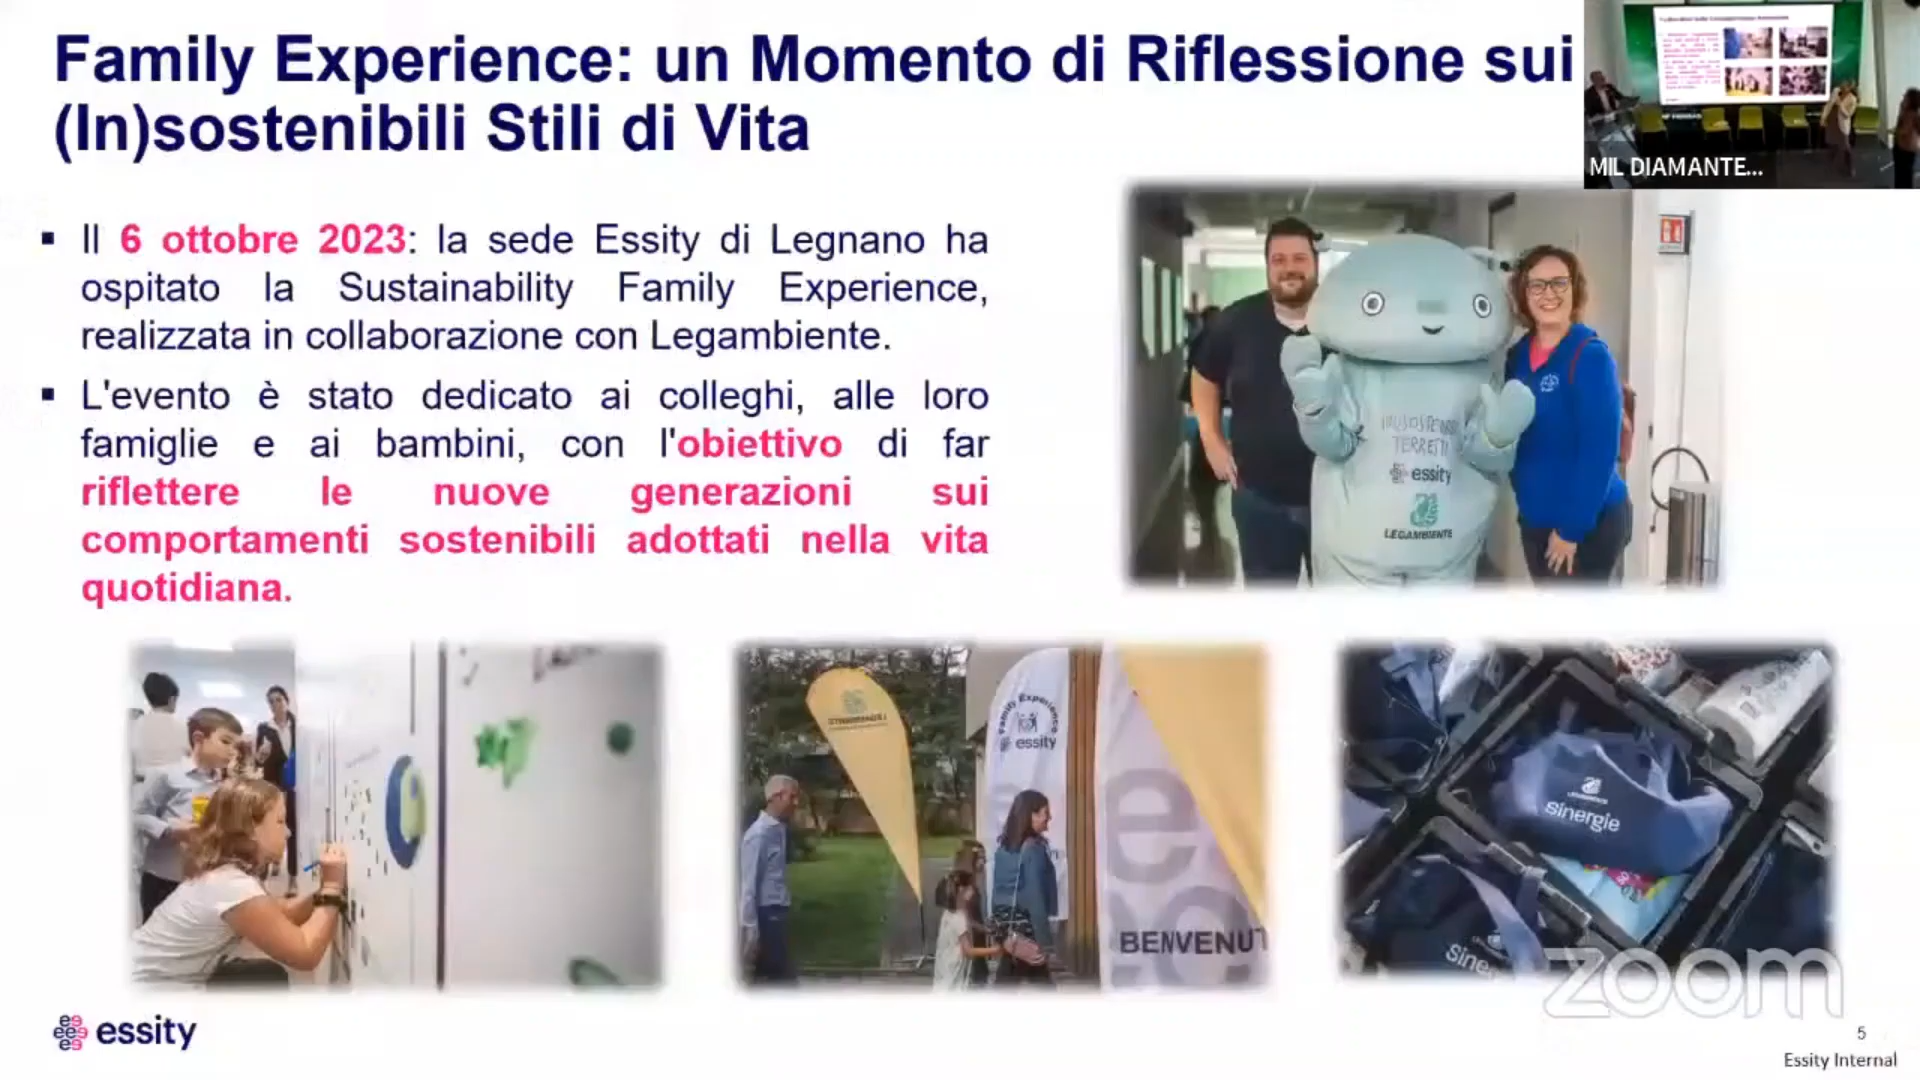 Family Experience: un Momento di Riflessione sui
(In)sostenibili Stili di Vita
MIL DIAMANTE...
▪ Il 6 ottobre 2023: la sede Essity di Legnano ha
ospitato la Sustainability Family Experience,
realizzata in collaborazione con Legambiente.
▪ L'evento è stato dedicato ai colleghi, alle loro
famiglie e ai bambini, con l'obiettivo di far
riflettere le nuove generazioni sui
comportamenti sostenibili adottati nella vita
quotidiana.
essity
LEGAMBIENTE
Family Experience
essity
BENVENUT
Sinergie
zoom
essity
5
Essity Internal